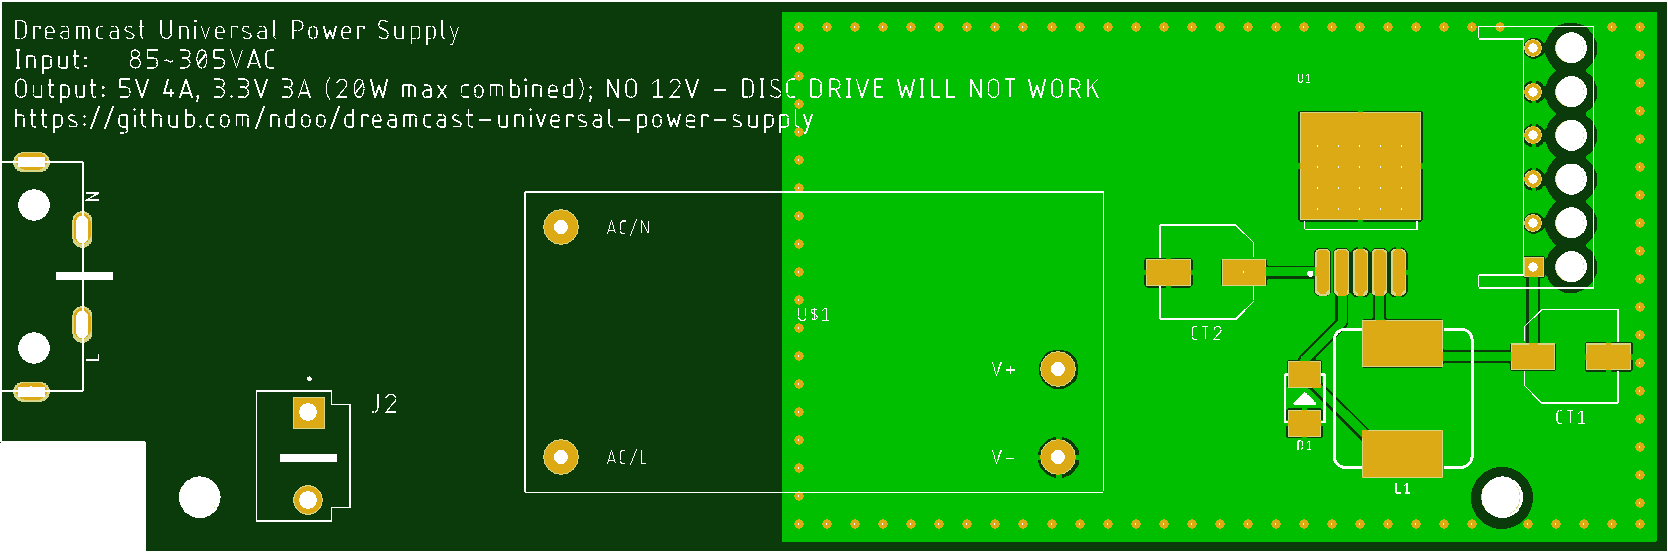 Dreamcast Universal Power Supply
Input: 85~305VAC
Output: 5V 4A, 3.3V 3A (20W max combined); NO 12V - DISC DRIVE WILL NOT WORK
https://github.com/ndoo/dreamcast-universal-power-supply
U1
N
AC/N
U$1
CT2
L
V+
J2
CT1
D1
AC/L
V-
L1